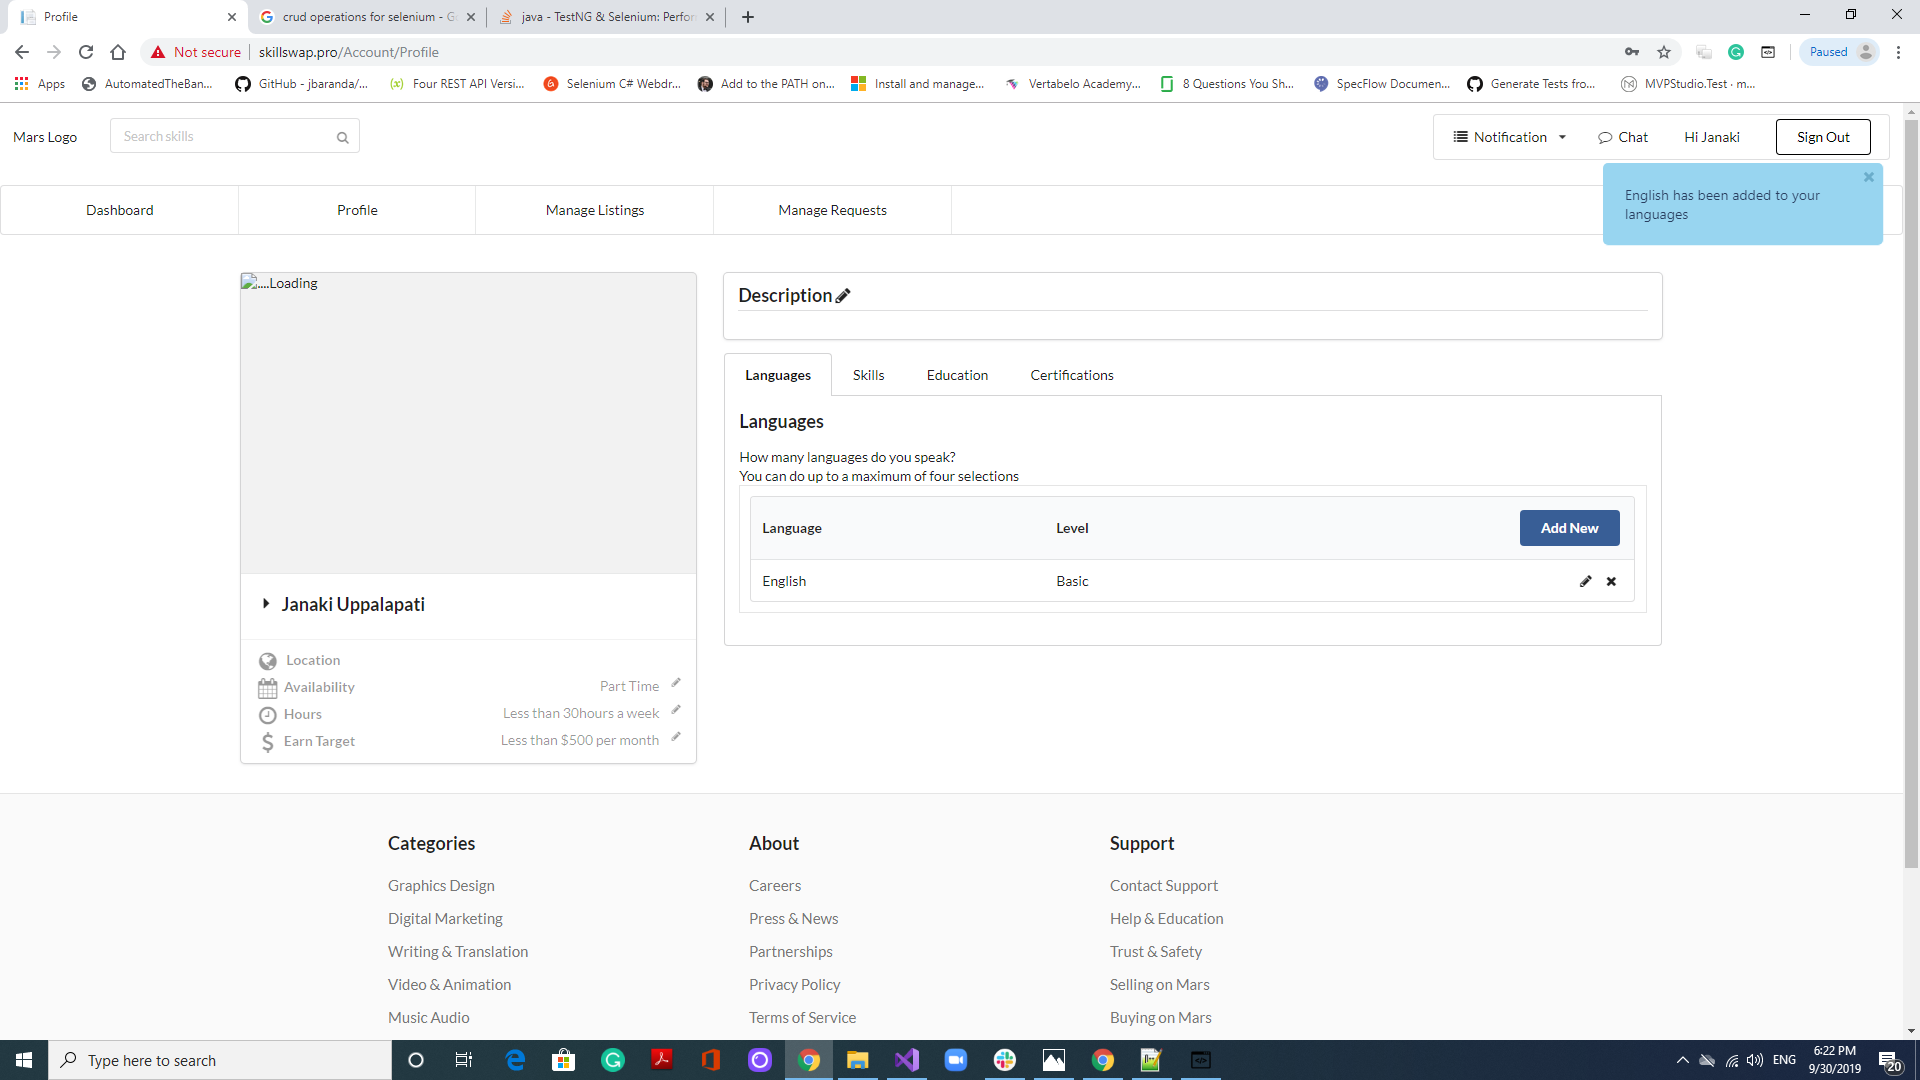 Profile
crud operations for selenium - G
java - TestNG & Selenium: Perfor
Not secure
skillswap.pro/Account/Profile
Paused
Apps
AutomatedTheBan...
GitHub - jbaranda/...
Four REST API Versi...
Selenium C# Webdr...
Add to the PATH on...
Install and manage...
Vertabelo Academy...
8 Questions You Sh...
SpecFlow Documen...
Generate Tests fro...
MVPStudio.Test · m...
Mars Logo
Search skills
Notification
Chat
Hi Janaki
Sign Out
English has been added to your
languages
Dashboard
Profile
Manage Listings
Manage Requests
....Loading
Description
Languages
Skills
Education
Certifications
Languages
How many languages do you speak?
You can do up to a maximum of four selections
Language
Level
Add New
English
Basic
Janaki Uppalapati
Location
Availability
Part Time
Hours
Less than 30hours a week
Earn Target
Less than $500 per month
Categories
About
Support
Graphics Design
Careers
Contact Support
Digital Marketing
Press & News
Help & Education
Writing & Translation
Partnerships
Trust & Safety
Video & Animation
Privacy Policy
Selling on Mars
Music Audio
Terms of Service
Buying on Mars
Type here to search
ENG
6:22 PM
9/30/2019
20